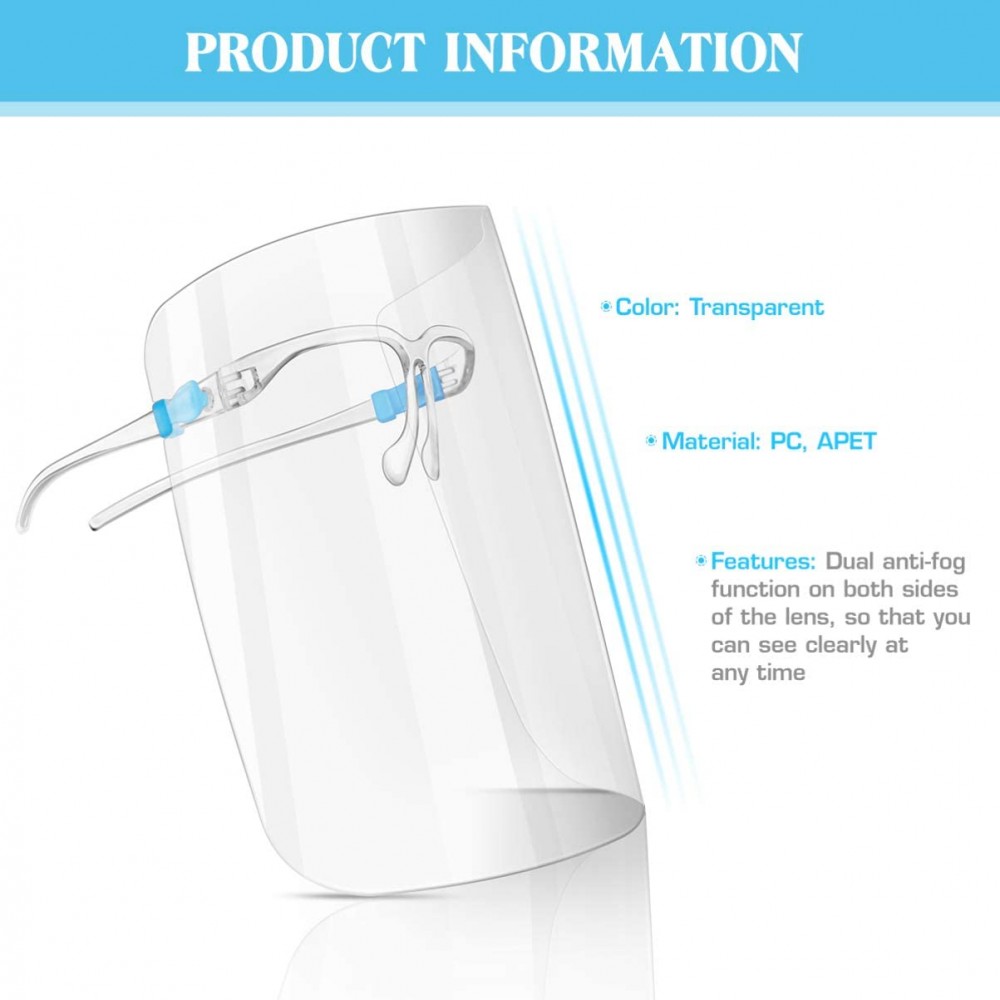 PRODUCT INFORMATION
Color: Transparent
Material: PC, APET
Features: Dual anti-fog
function on both sides
of the lens, so that you
can see clearly at
any time